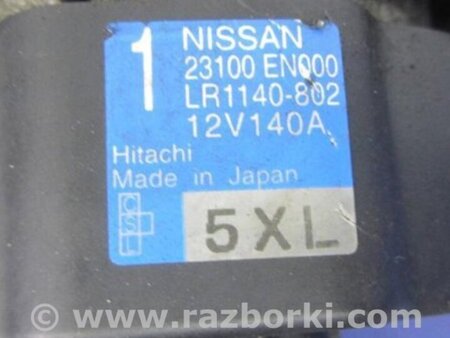 1
NISSAN
23100 EN000
LR1140-802
12V140A
Hitachi
Made in Japan
C
S
I
5XL
www.razborki.com